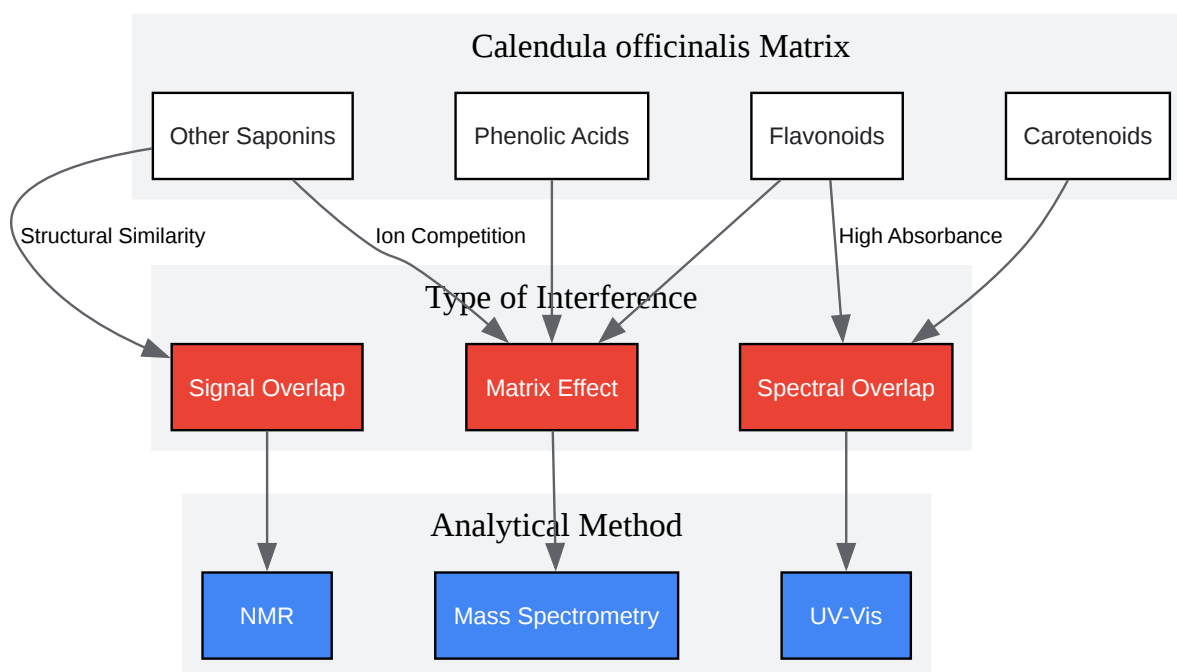 Calendula officinalis Matrix
Other Saponins
Phenolic Acids
Flavonoids
Carotenoids
Structural Similarity
Ion Competition
High Absorbance
Type of Interference
Signal Overlap
Matrix Effect
Spectral Overlap
Analytical Method
NMR
Mass Spectrometry
UV-Vis